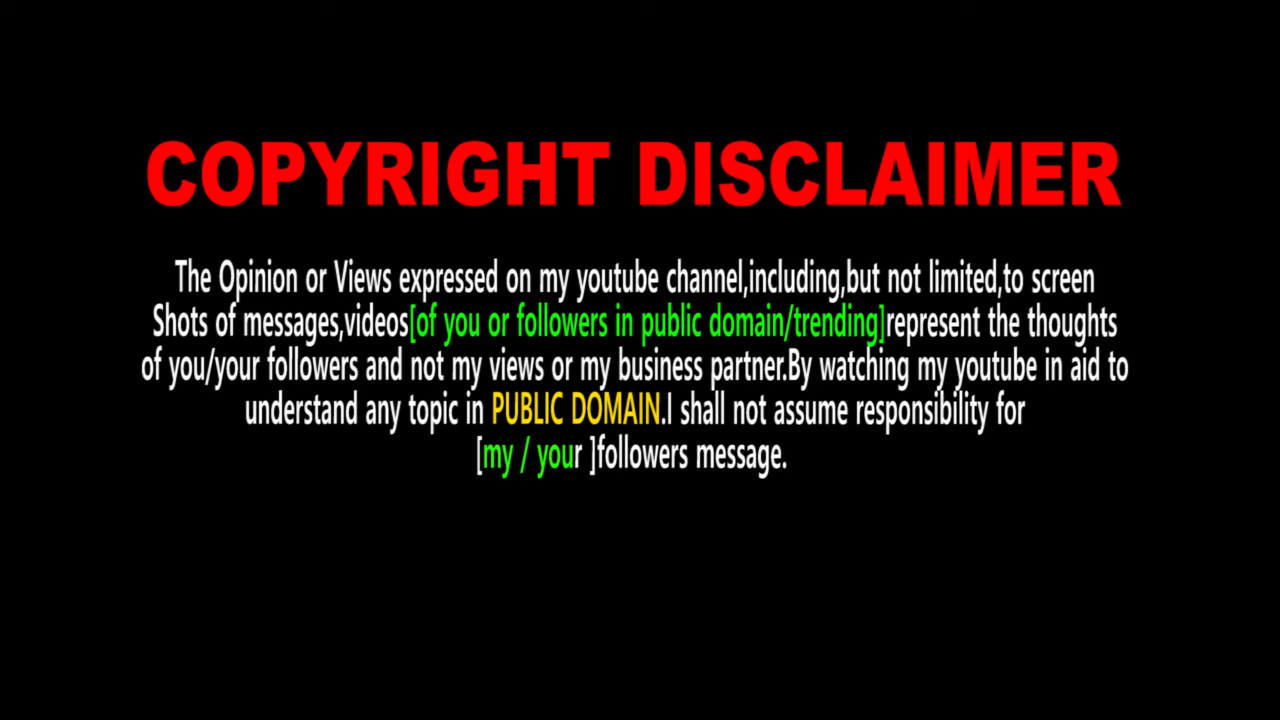 COPYRIGHT DISCLAIMER
The Opinion or Views expressed on my youtube channel,including,but not limited,to screen
Shots of messages,videos[of you or followers in public domain/trending]represent the thoughts
of you/your followers and not my views or my business partner.By watching my youtube in aid to
understand any topic in PUBLIC DOMAIN.I shall not assume responsibility for
[my / your ]followers message.